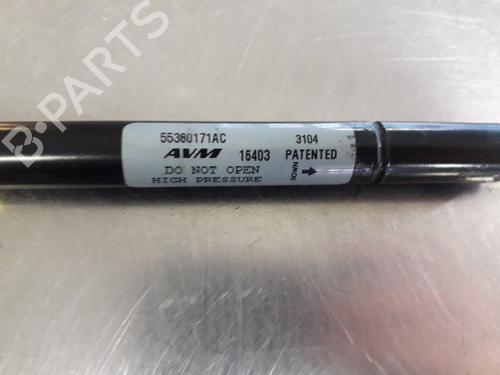 55360171AC 3104
AVM 16403 PATENTED
DO NOT OPEN
HIGH PRESSURE
DOWN
B-PARTS